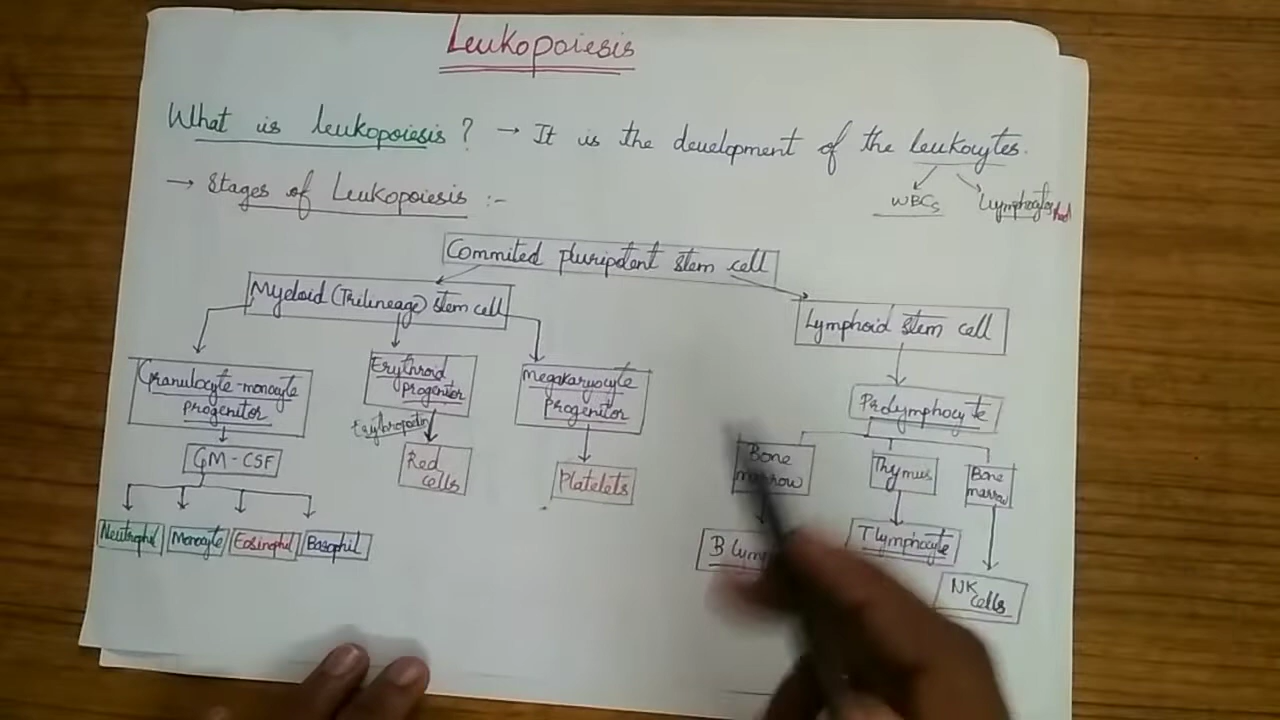 Leukopoiesis
What is leukopoiesis? → It is the development of the leukocytes.
WBCs
→ Stages of Leukopoiesis :-
Commited pluripotent stem cell
Myeloid (Trilineage) stem cell
Lymphoid stem cell
Granulocyte-monocyte
progenitor
Erythroid
progenitor
Megakaryocyte
progenitor
Prolymphocyte
GM-CSF
Red
cells
Platelets
Bone
marrow
Thymus
Bone
marrow
Neutrophil
Monocyte
Eosinophil
Basophil
B lymp
T lymphocyte
NK
cells